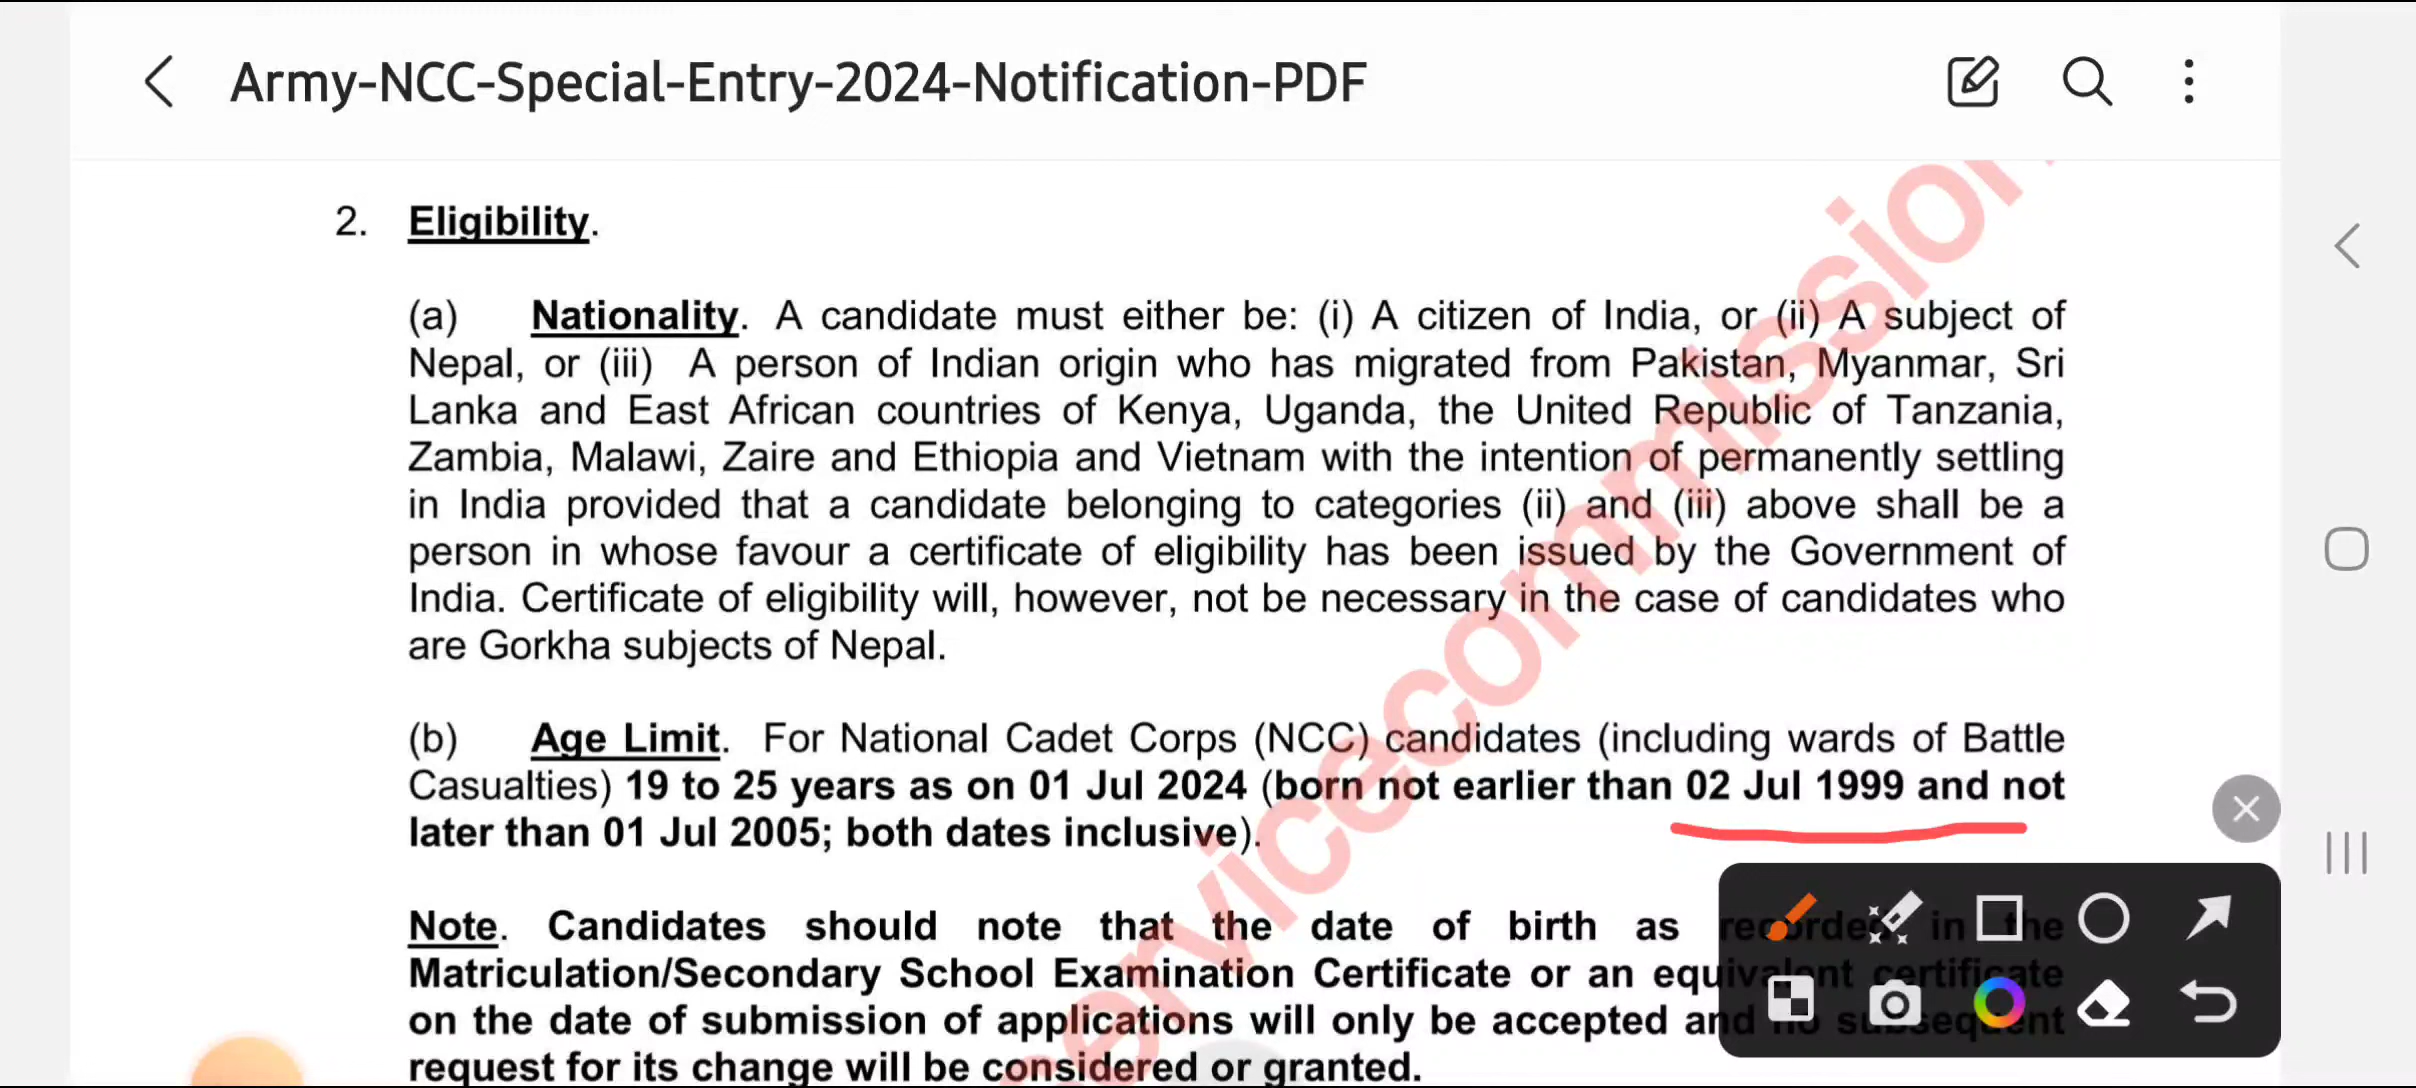 Army-NCC-Special-Entry-2024-Notification-PDF
2. Eligibility.
(a) Nationality. A candidate must either be: (i) A citizen of India, or (ii) A subject of
Nepal, or (iii) A person of Indian origin who has migrated from Pakistan, Myanmar, Sri
Lanka and East African countries of Kenya, Uganda, the United Republic of Tanzania,
Zambia, Malawi, Zaire and Ethiopia and Vietnam with the intention of permanently settling
in India provided that a candidate belonging to categories (ii) and (iii) above shall be a
person in whose favour a certificate of eligibility has been issued by the Government of
India. Certificate of eligibility will, however, not be necessary in the case of candidates who
are Gorkha subjects of Nepal.
(b) Age Limit. For National Cadet Corps (NCC) candidates (including wards of Battle
Casualties) 19 to 25 years as on 01 Jul 2024 (born not earlier than 02 Jul 1999 and not
later than 01 Jul 2005; both dates inclusive).
Note. Candidates should note that the date of birth as recorded in the
Matriculation/Secondary School Examination Certificate or an equivalent certificate
on the date of submission of applications will only be accepted and no subsequent
request for its change will be considered or granted.
servicecommission